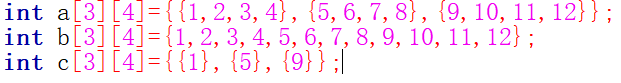 int a[3][4]={{1,2,3,4},{5,6,7,8},{9,10,11,12}};
int b[3][4]={1,2,3,4,5,6,7,8,9,10,11,12};
int c[3][4]={{1},{5},{9}};